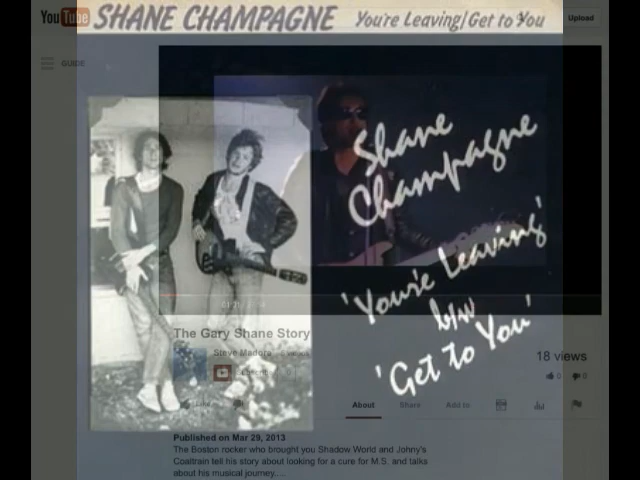 YouTube
SHANE CHAMPAGNE You're Leaving/Get to You
Upload
GUIDE
Shane
Champagne
'You're Leaving'
b/w
'Get to You'
The Gary Shane Story
Steve Madora
18 views
0 0
About Share Add to
Published on Mar 29, 2013
The Boston rocker who brought you Shadow World and Johny's
Coaltrain tell his story about looking for a cure for M.S. and talks
about his musical journey....